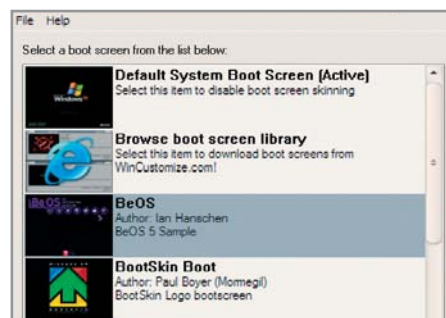 File Help
Select a boot screen from the list below:
Default System Boot Screen (Active)
Select this item to disable boot screen skinning
Windows
Browse boot screen library
Select this item to download boot screens from
WinCustomize.com!
BeOS
BeOS
Author: Ian Hanschen
BeOS 5 Sample
BootSkin Boot
Author: Paul Boyer (Mormegil)
BootSkin Logo bootscreen